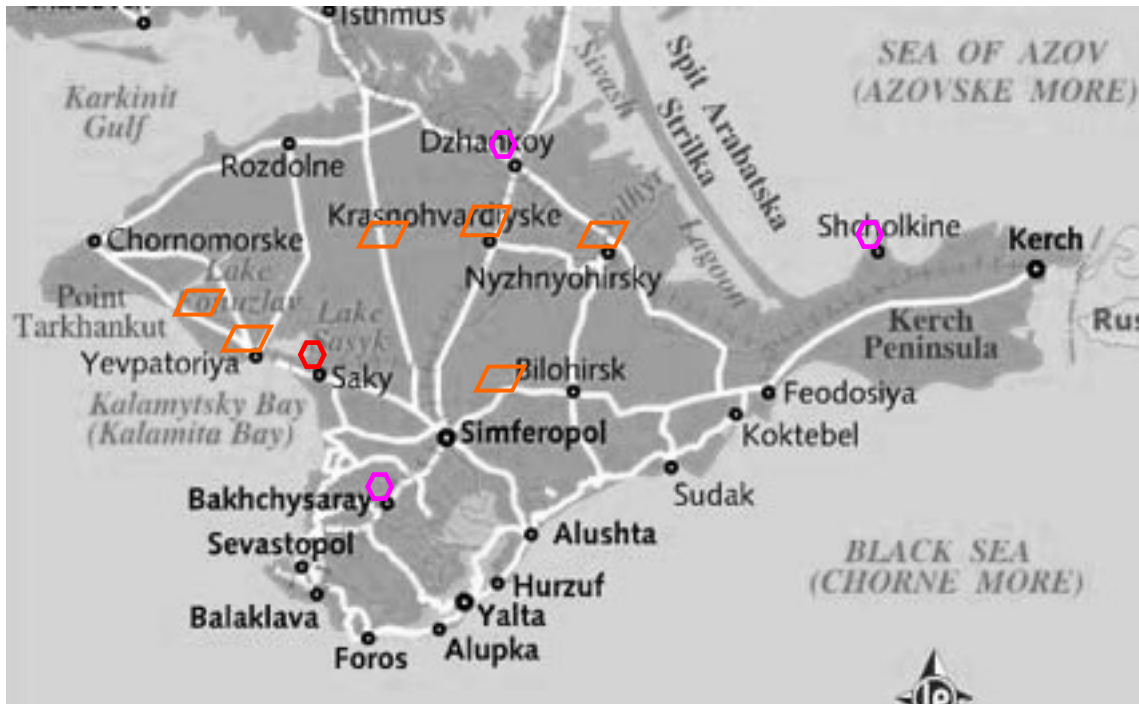 Isthmus
Karkinit
Gulf
Sivash
Spit Arabatska
Strilka
SEA OF AZOV
(AZOVSKE MORE)
Dzhankoy
Rozdolne
Krasnohvardiyske
Shcholkine
Kerch
Chornomorske
Lake
Nyzhnyohirsky
Lagoon
Point
Tarkhankut
Lake
Sasyk
Kerch
Peninsula
Rus
Yevpatoriya
Saky
Bilohirsk
Feodosiya
Kalamytsky Bay
(Kalamita Bay)
Simferopol
Koktebel
Bakhchysaray
Sudak
Sevastopol
Alushta
BLACK SEA
(CHORNE MORE)
Hurzuf
Balaklava
Yalta
Foros
Alupka